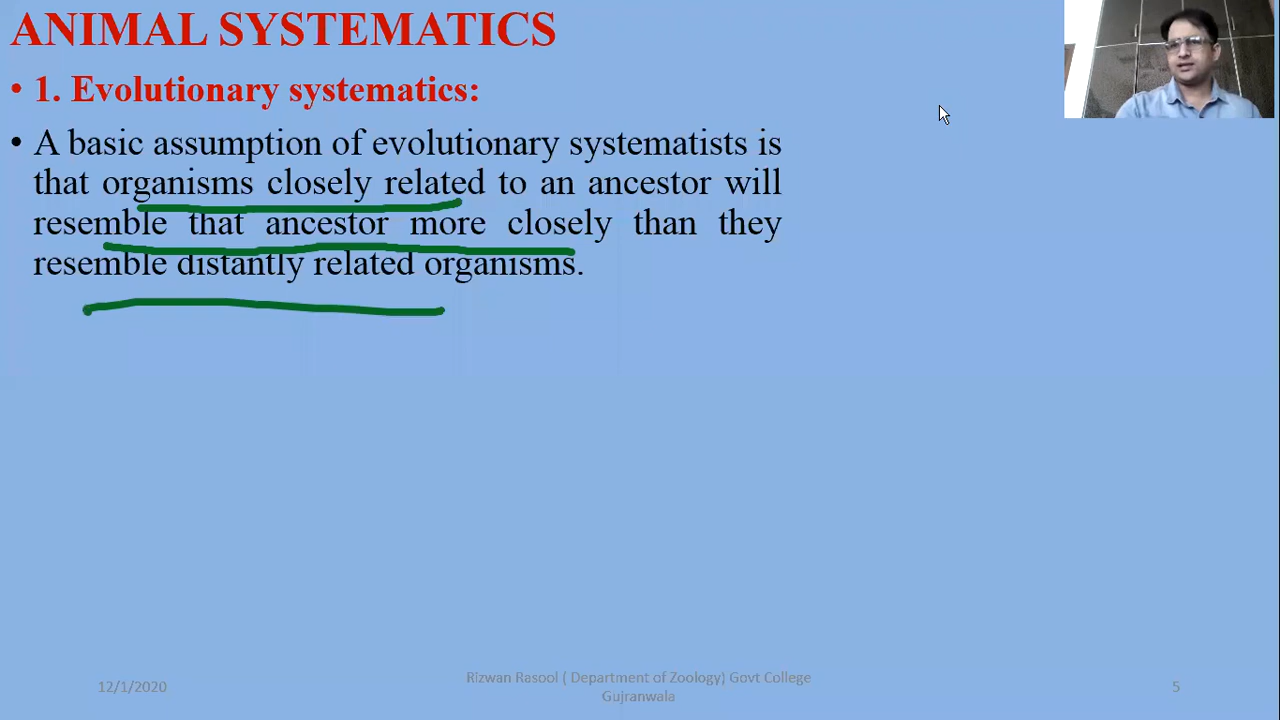 ANIMAL SYSTEMATICS
• 1. Evolutionary systematics:
• A basic assumption of evolutionary systematists is
that organisms closely related to an ancestor will
resemble that ancestor more closely than they
resemble distantly related organisms.
12/1/2020
Rizwan Rasool ( Department of Zoology) Govt College
Gujranwala
5